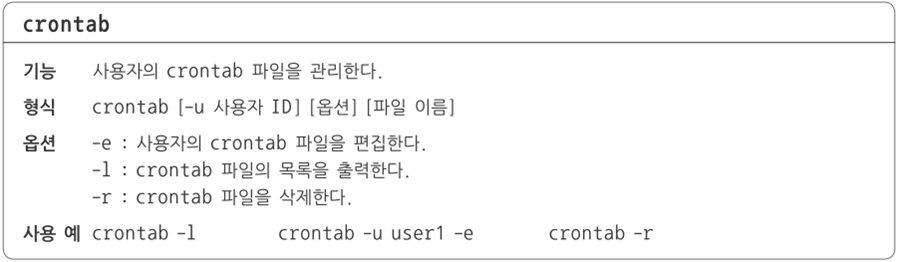 crontab
기능 사용자의 crontab 파일을 관리한다.
형식 crontab [-u 사용자 ID] [옵션] [파일 이름]
옵션 -e : 사용자의 crontab 파일을 편집한다.
-l : crontab 파일의 목록을 출력한다.
-r : crontab 파일을 삭제한다.
사용 예 crontab -l crontab -u user1 -e crontab -r